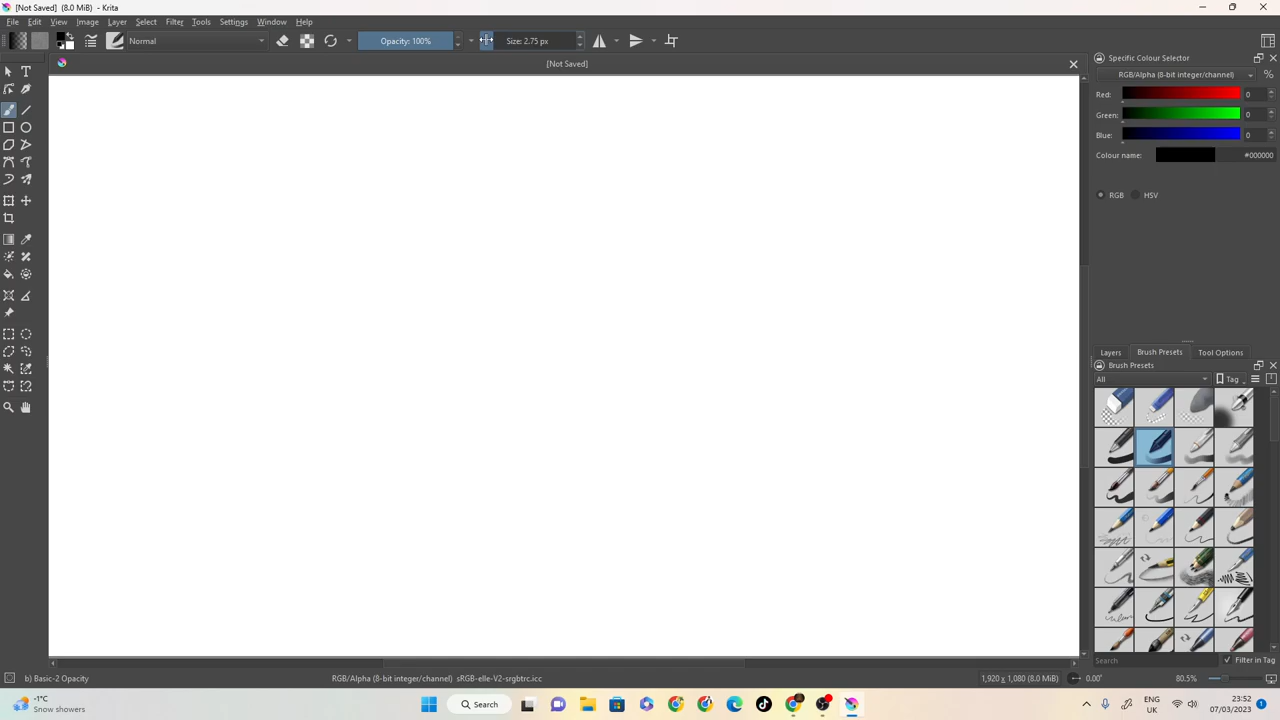 [Not Saved] (8.0 MiB) - Krita
File Edit View Image Layer Select Filter Tools Settings Window Help
Normal Opacity: 100% Size: 2.75 px
[Not Saved]
Specific Colour Selector
RGB/Alpha (8-bit integer/channel) %
Red: 0
Green: 0
Blue: 0
Colour name: #000000
RGB HSV
Layers Brush Presets Tool Options
Brush Presets
All Tag
Search Filter in Tag
b) Basic-2 Opacity RGB/Alpha (8-bit integer/channel) sRGB-elle-V2-srgbtrc.icc 1,920 x 1,080 (8.0 MiB) 0.00° 80.5%
-1°C
Snow showers
Search
ENG
UK
23:52
07/03/2023
1